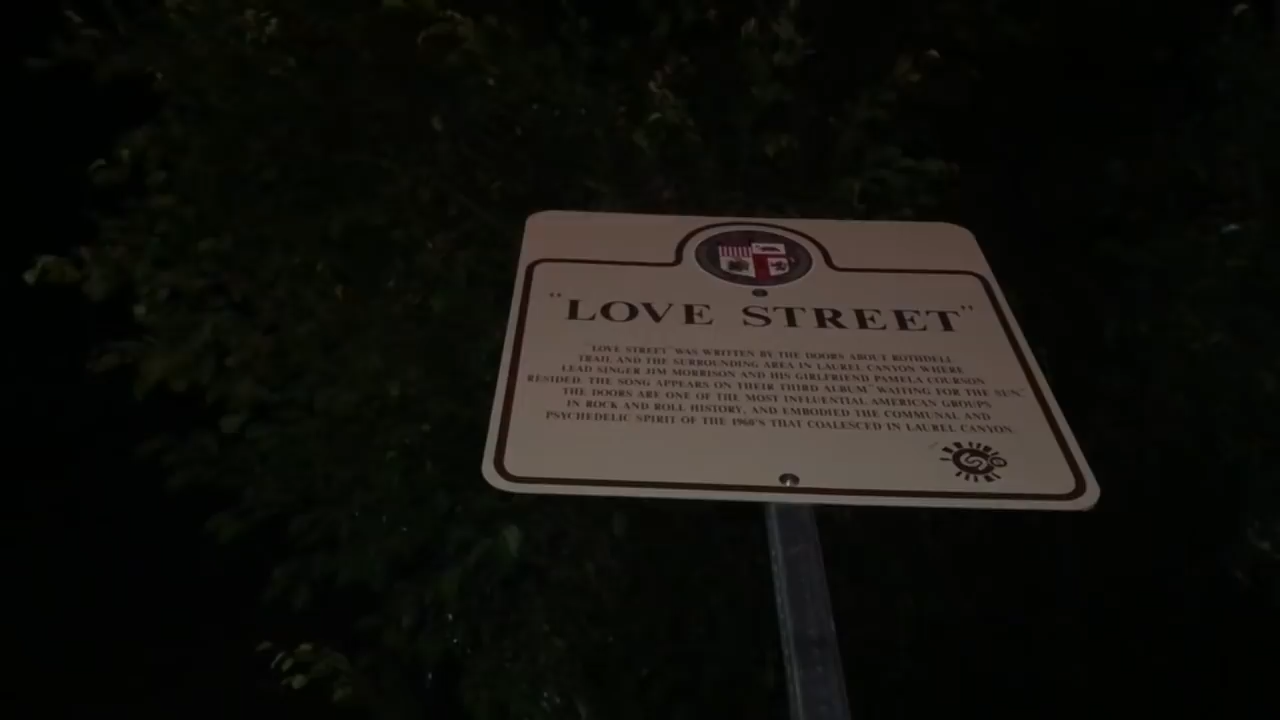 "LOVE STREET"
"LOVE STREET" WAS WRITTEN BY THE DOORS ABOUT ROTHDELL
TRAIL AND THE SURROUNDING AREA IN LAUREL CANYON WHERE
LEAD SINGER JIM MORRISON AND HIS GIRLFRIEND PAMELA COURSON
RESIDED. THE SONG APPEARS ON THEIR THIRD ALBUM "WAITING FOR THE SUN."
THE DOORS ARE ONE OF THE MOST INFLUENTIAL AMERICAN GROUPS
IN ROCK AND ROLL HISTORY, AND EMBODIED THE COMMUNAL AND
PSYCHEDELIC SPIRIT OF THE 1960'S THAT COALESCED IN LAUREL CANYON.